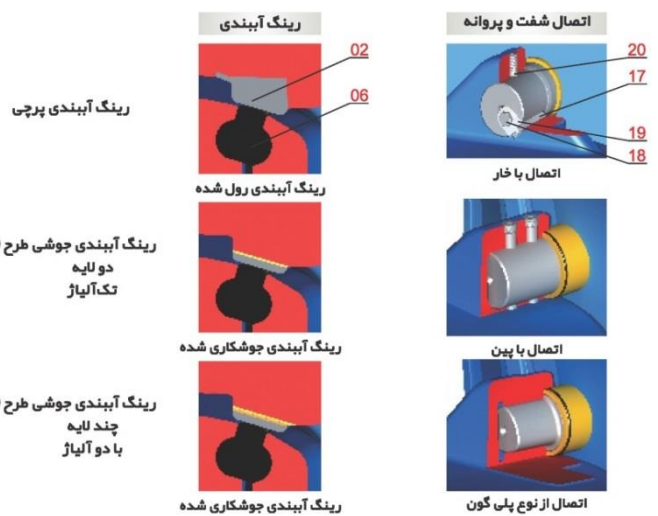 اتصال شفت و پروانه
رینگ آببندی
20
17
19
18
02
06
رینگ آببندی پرچی
اتصال با خار
رینگ آببندی رول شده
رینگ آببندی جوشی طرح
دو لایه
تک‌آلیاژ
اتصال با پین
رینگ آببندی جوشکاری شده
رینگ آببندی جوشی طرح
چند لایه
با دو آلیاژ
اتصال از نوع پلی گون
رینگ آببندی جوشکاری شده